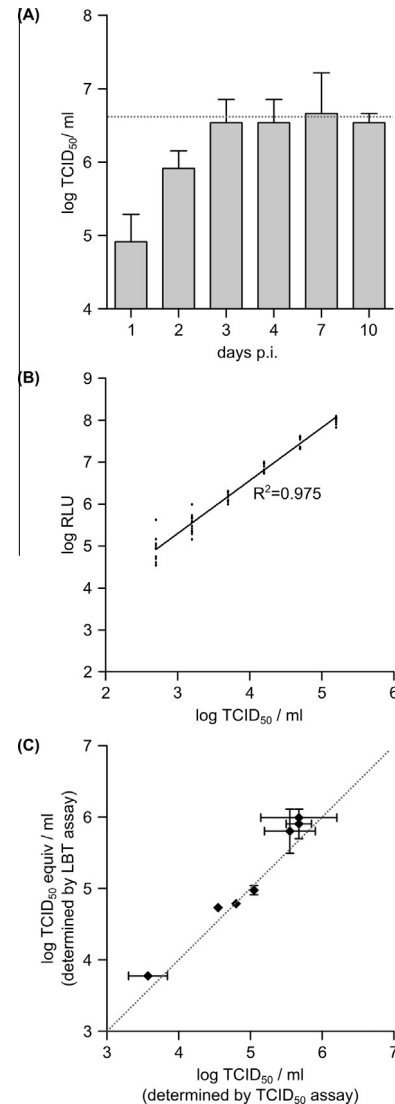 (A)
8
7
6
5
4
log TCID50/ ml
1 2 3 4 7 10
days p.i.
(B)
9
8
7
6
5
4
3
2
log RLU
R2=0.975
2 3 4 5 6
log TCID50 / ml
(C)
7
6
5
4
3
log TCID50 equiv / ml
(determined by LBT assay)
3 4 5 6 7
log TCID50 / ml
(determined by TCID50 assay)